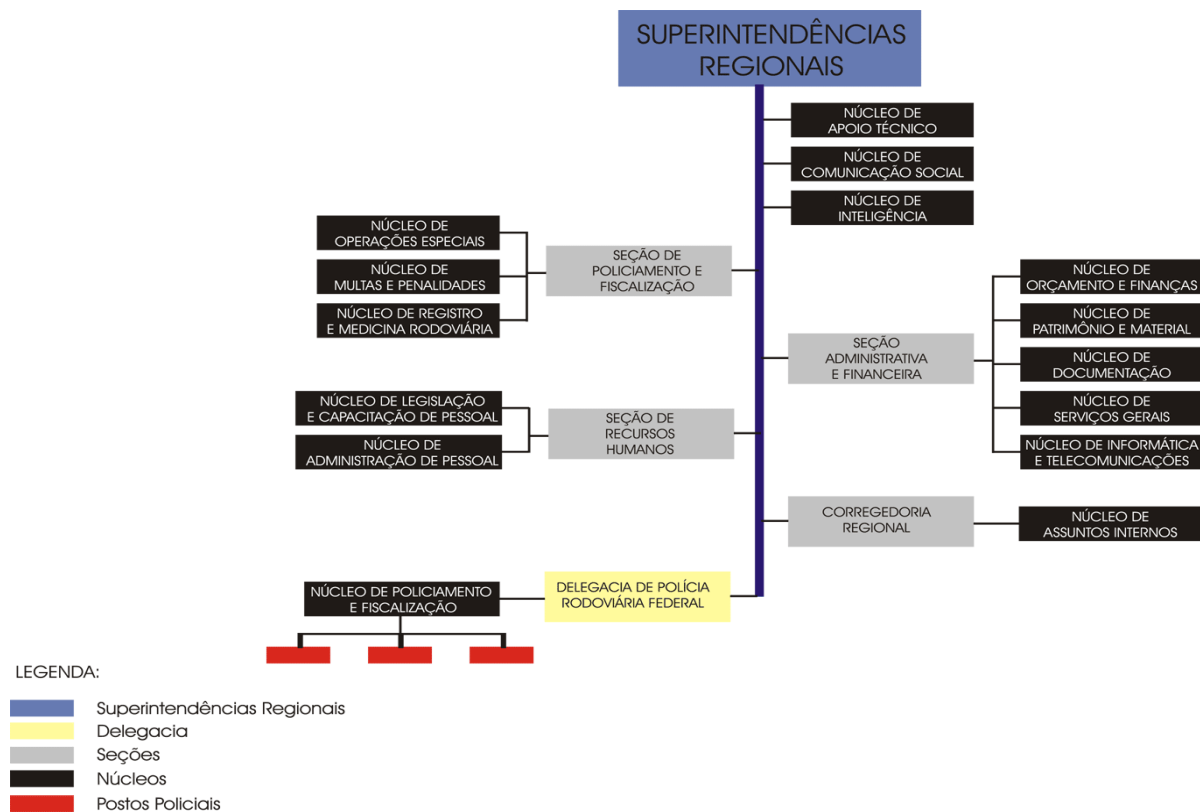 SUPERINTENDÊNCIAS
REGIONAIS
NÚCLEO DE
APOIO TÉCNICO
NÚCLEO DE
COMUNICAÇÃO SOCIAL
NÚCLEO DE
INTELIGÊNCIA
NÚCLEO DE
OPERAÇÕES ESPECIAIS
NÚCLEO DE
MULTAS E PENALIDADES
NÚCLEO DE REGISTRO
E MEDICINA RODOVIÁRIA
SEÇÃO DE
POLICIAMENTO E
FISCALIZAÇÃO
NÚCLEO DE
ORÇAMENTO E FINANÇAS
NÚCLEO DE
PATRIMÔNIO E MATERIAL
NÚCLEO DE
DOCUMENTAÇÃO
NÚCLEO DE
SERVIÇOS GERAIS
NÚCLEO DE INFORMÁTICA
E TELECOMUNICAÇÕES
SEÇÃO
ADMINISTRATIVA
E FINANCEIRA
NÚCLEO DE LEGISLAÇÃO
E CAPACITAÇÃO DE PESSOAL
NÚCLEO DE
ADMINISTRAÇÃO DE PESSOAL
SEÇÃO DE
RECURSOS
HUMANOS
CORREGEDORIA
REGIONAL
NÚCLEO DE
ASSUNTOS INTERNOS
NÚCLEO DE POLICIAMENTO
E FISCALIZAÇÃO
DELEGACIA DE POLÍCIA
RODOVIÁRIA FEDERAL
LEGENDA:
Superintendências Regionais
Delegacia
Seções
Núcleos
Postos Policiais